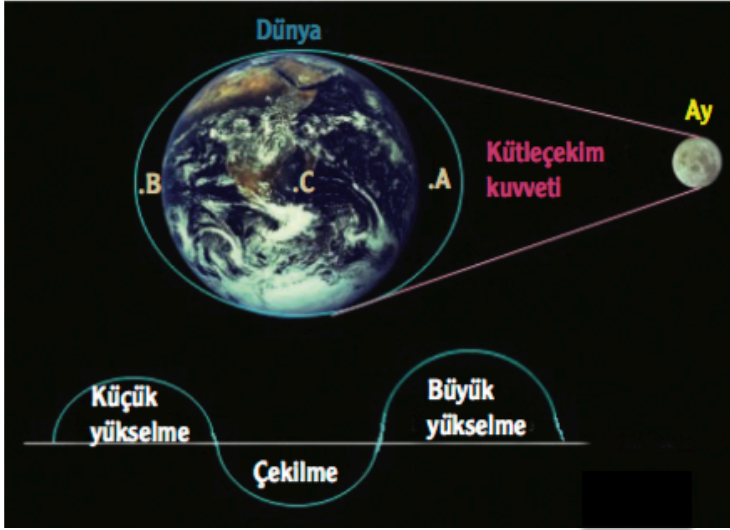 Dünya
Ay
Kütleçekim
kuvveti
.B
.C
.A
Küçük
yükselme
Büyük
yükselme
Çekilme